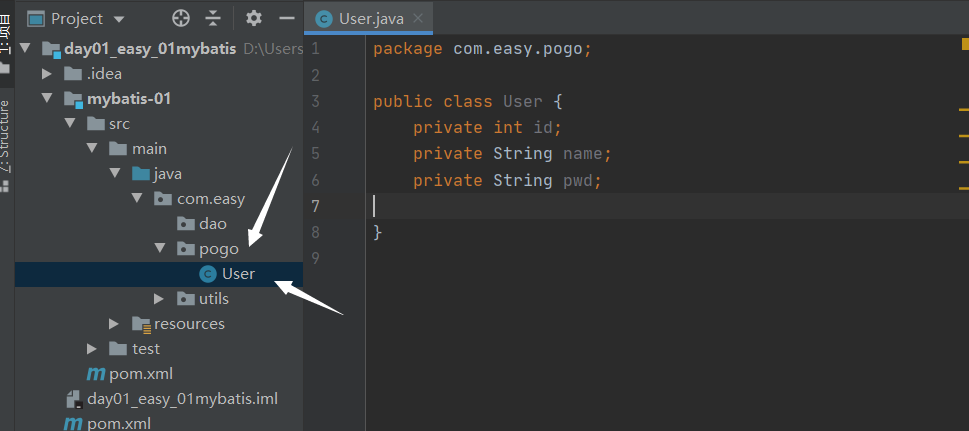 Project
User.java
1: 项目
Z: Structure
day01_easy_01mybatis D:\Users
.idea
mybatis-01
src
main
java
com.easy
dao
pogo
User
utils
resources
test
pom.xml
day01_easy_01mybatis.iml
pom.xml
1 package com.easy.pogo;
2
3 public class User {
4 private int id;
5 private String name;
6 private String pwd;
7
8 }
9